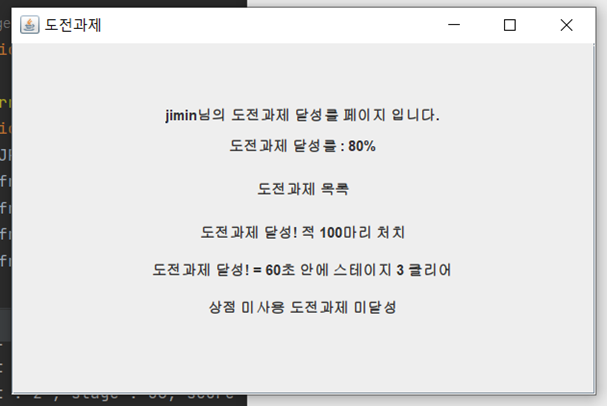 도전과제
jimin님의 도전과제 달성률 페이지 입니다.
도전과제 달성률 : 80%
도전과제 목록
도전과제 달성! 적 100마리 처치
도전과제 달성! = 60초 안에 스테이지 3 클리어
상점 미사용 도전과제 미달성